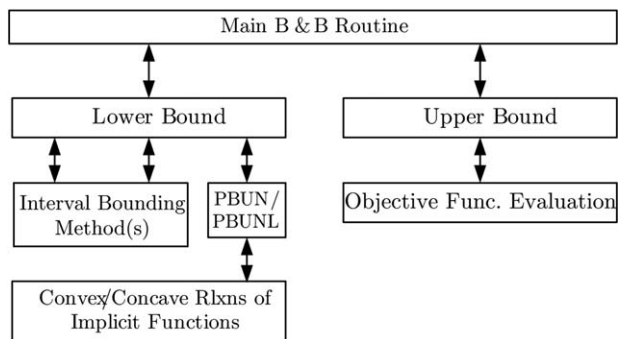 Main B & B Routine
Lower Bound
Upper Bound
Interval Bounding
Method(s)
PBUN/
PBUNL
Objective Func. Evaluation
Convex/Concave Rlxns of
Implicit Functions